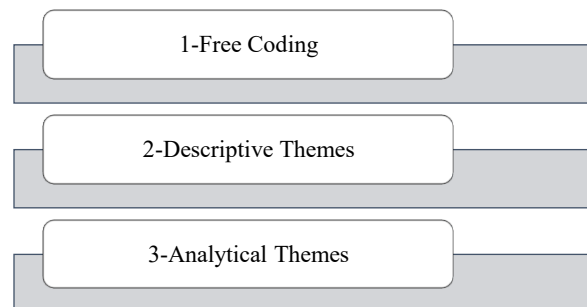 1-Free Coding
2-Descriptive Themes
3-Analytical Themes